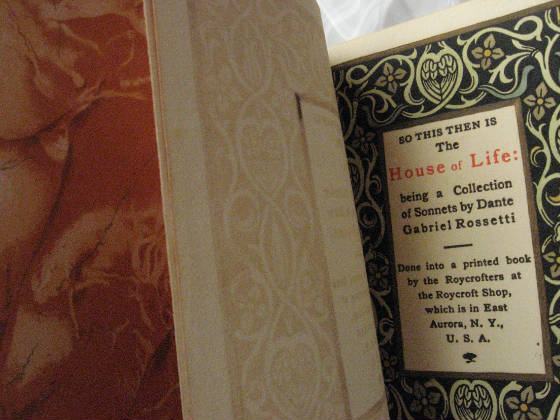 SO THIS THEN IS
The
House of Life:
being a Collection
of Sonnets by Dante
Gabriel Rossetti
Done into a printed book
by the Roycrofters at
the Roycroft Shop,
which is in East
Aurora, N. Y.,
U. S. A.